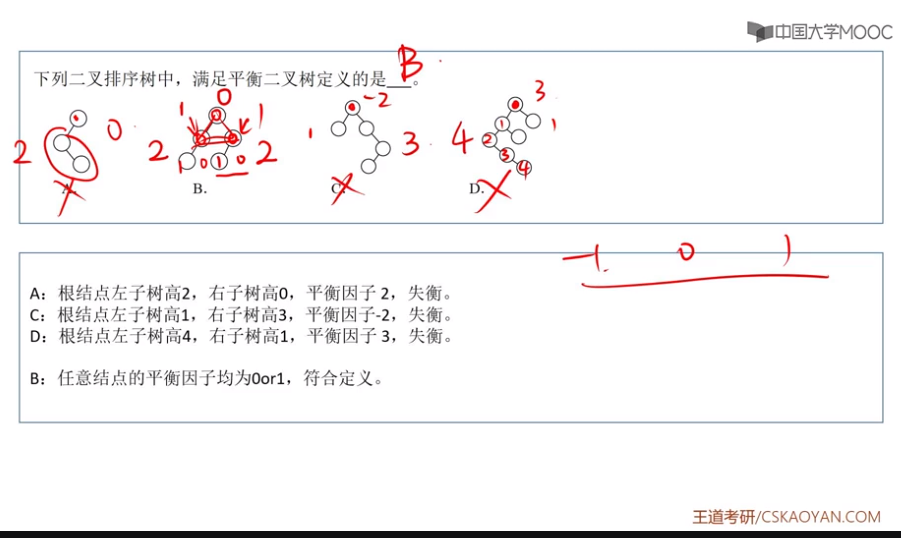 中国大学MOOC
下列二叉排序树中，满足平衡二叉树定义的是___。
B
0
-2
3
1
1
0
1
1
2
2
1
0
1
0
2
3
4
1
2
3
4
A.
B.
C.
D.
-1
0
1
A：根结点左子树高2，右子树高0，平衡因子 2，失衡。
C：根结点左子树高1，右子树高3，平衡因子-2，失衡。
D：根结点左子树高4，右子树高1，平衡因子 3，失衡。
B：任意结点的平衡因子均为0or1，符合定义。
王道考研/CSKAOYAN.COM